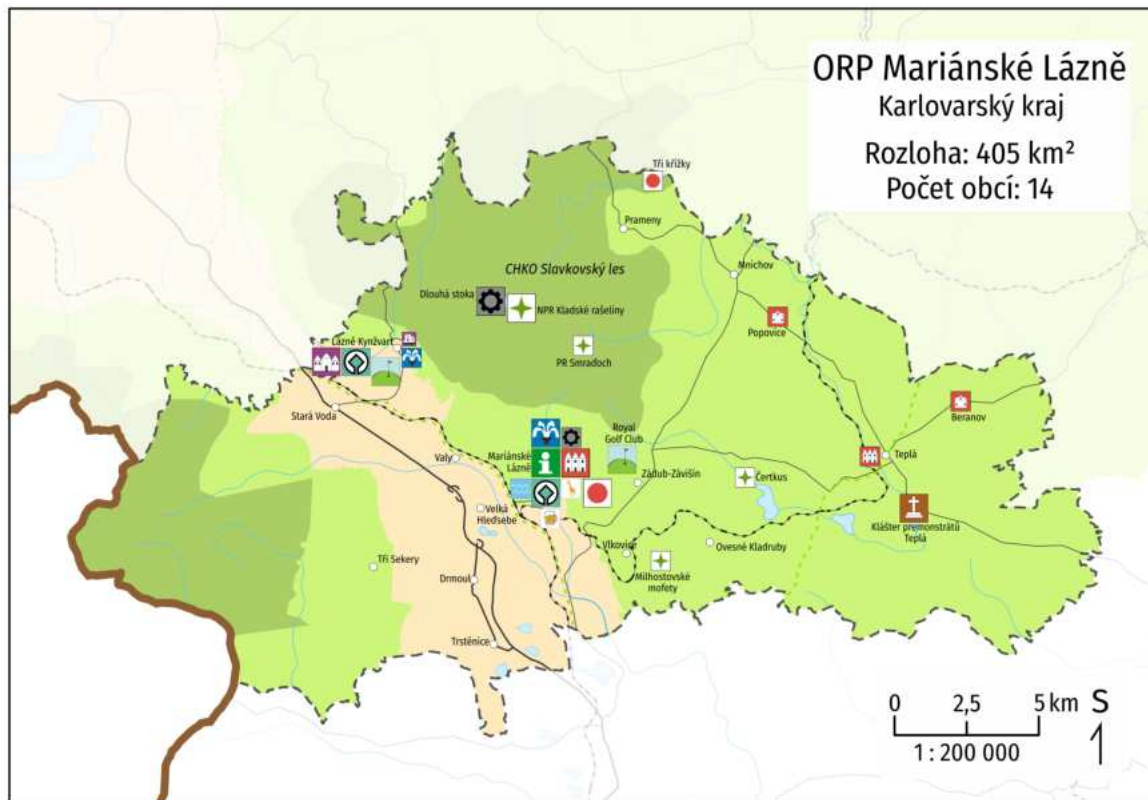 ORP Mariánské Lázně
Karlovarský kraj
Rozloha: 405 km²
Počet obcí: 14
Tři křížky
Prameny
Mnichov
CHKO Slavkovský les
Dlouhá stoka
NPR Kladské rašeliny
Popovice
Lázně Kynžvart
PR Smradoch
Beranov
Stará Voda
Royal
Golf Club
Valy
Mariánské
Lázně
Teplá
Zádub-Závišín
Čertkus
Velká
Hleďsebe
Klášter premonstrátů
Teplá
Vlkovice
Ovesné Kladruby
Tři Sekery
Milhostovské
mofety
Drmoul
Trstěnice
0 2,5 5 km
1 : 200 000
S